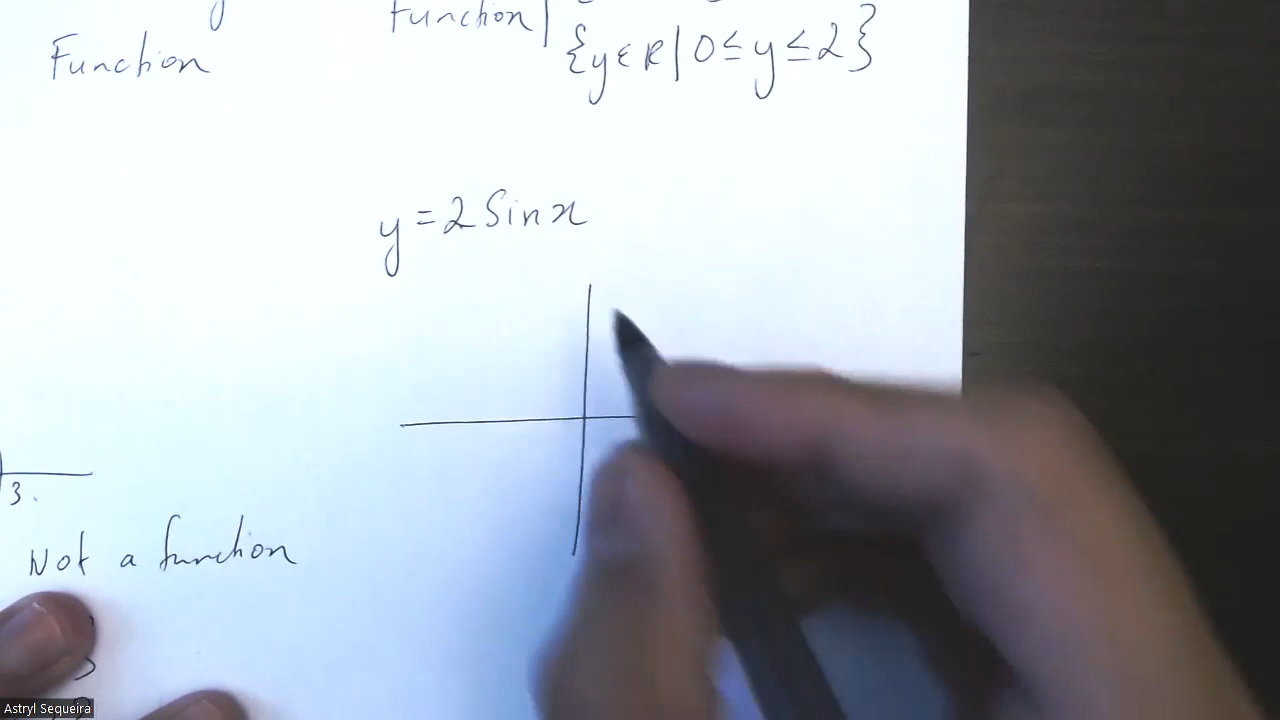 Function
Function
{y ∈ R | 0 ≤ y ≤ 2}
y = 2 Sin x
3.
Not a function
Astryl Sequeira